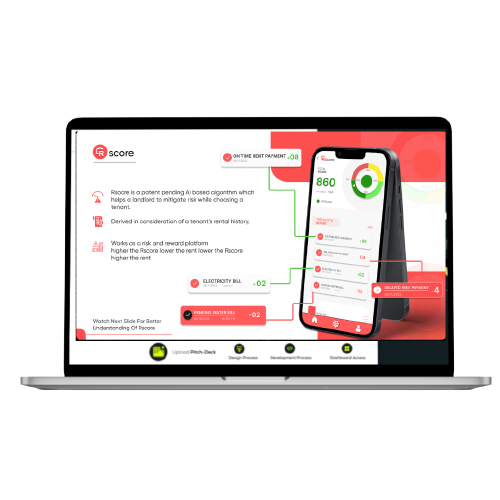 R score
ON TIME RENT PAYMENT +08
Rscore is a patent pending AI based algorithm which
helps a landlord to mitigate risk while choosing a
tenant.
Derived in consideration of a tenant's rental history.
Works as a risk and reward platform
higher the Rscore lower the rent lower the Rscore
higher the rent
ELECTRICITY BILL +02
PENDING WATER BILL -02
Watch Next Slide For Better
Understanding Of Rscore
Rscore
SCORE
860
ELECTRICITY BILL
DELAYED RENT PAYMENT 4
Upload Pitch-Deck
Design Process
Development Process
Dashboard Access